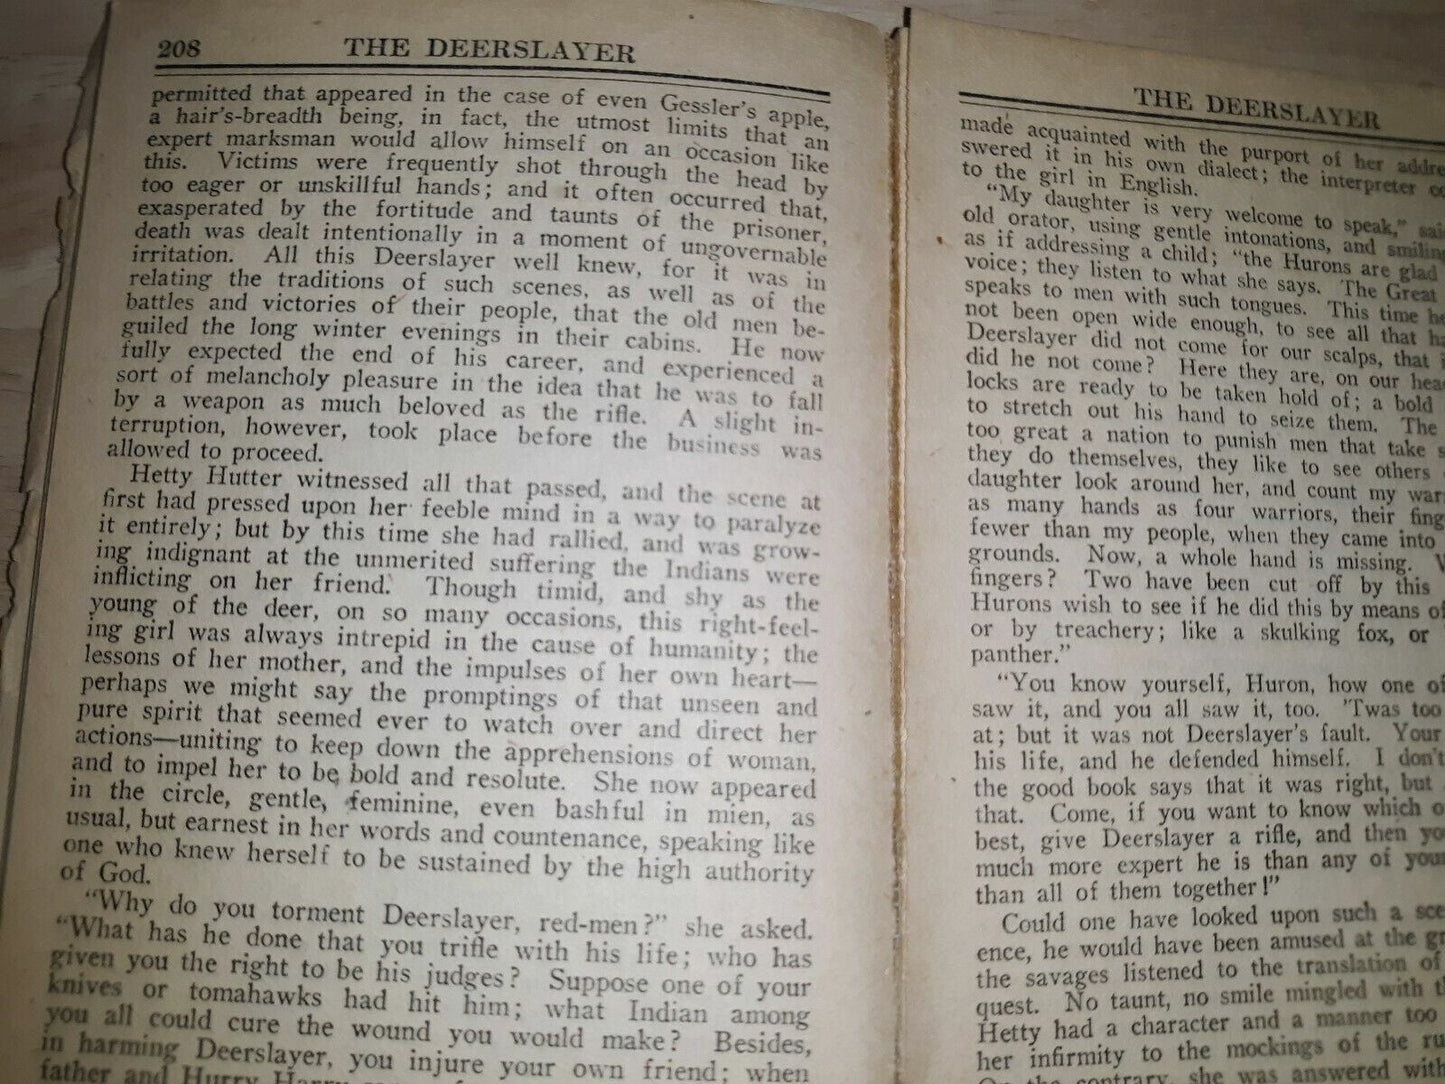 208 THE DEERSLAYER
permitted that appeared in the case of even Gessler's apple,
a hair's-breadth being, in fact, the utmost limits that an
expert marksman would allow himself on an occasion like
this. Victims were frequently shot through the head by
too eager or unskillful hands; and it often occurred that,
exasperated by the fortitude and taunts of the prisoner,
death was dealt intentionally in a moment of ungovernable
irritation. All this Deerslayer well knew, for it was in
relating the traditions of such scenes, as well as of the
battles and victories of their people, that the old men be-
guiled the long winter evenings in their cabins. He now
fully expected the end of his career, and experienced a
sort of melancholy pleasure in the idea that he was to fall
by a weapon as much beloved as the rifle. A slight in-
terruption, however, took place before the business was
allowed to proceed.
Hetty Hutter witnessed all that passed, and the scene at
first had pressed upon her feeble mind in a way to paralyze
it entirely; but by this time she had rallied, and was grow-
ing indignant at the unmerited suffering the Indians were
inflicting on her friend. Though timid, and shy as the
young of the deer, on so many occasions, this right-feel-
ing girl was always intrepid in the cause of humanity; the
lessons of her mother, and the impulses of her own heart—
perhaps we might say the promptings of that unseen and
pure spirit that seemed ever to watch over and direct her
actions—uniting to keep down the apprehensions of woman,
and to impel her to be bold and resolute. She now appeared
in the circle, gentle, feminine, even bashful in mien, as
usual, but earnest in her words and countenance, speaking like
one who knew herself to be sustained by the high authority
of God.
"Why do you torment Deerslayer, red-men?" she asked.
"What has he done that you trifle with his life; who has
given you the right to be his judges? Suppose one of your
knives or tomahawks had hit him; what Indian among
you all could cure the wound you would make? Besides,
in harming Deerslayer, you injure your own friend; when
father and Hurry Harry
THE DEERSLAYER
made acquainted with the purport of her addre
swered it in his own dialect; the interpreter
to the girl in English.
"My daughter is very welcome to speak," sai
old orator, using gentle intonations, and smiling
as if addressing a child; "the Hurons are glad
voice; they listen to what she says. The Great
speaks to men with such tongues. This time he
not been open wide enough, to see all that h
Deerslayer did not come for our scalps, that
did he not come? Here they are, on our hea
locks are ready to be taken hold of; a bold
to stretch out his hand to seize them. The
too great a nation to punish men that take s
they do themselves, they like to see others
daughter look around her, and count my warr
as many hands as four warriors, their fing
fewer than my people, when they came into
grounds. Now, a whole hand is missing.
fingers? Two have been cut off by this
Hurons wish to see if he did this by means of
or by treachery; like a skulking fox, or
panther."
"You know yourself, Huron, how one of
saw it, and you all saw it, too. 'Twas too
at; but it was not Deerslayer's fault. Your
his life, and he defended himself. I don't
the good book says that it was right, but
that. Come, if you want to know which o
best, give Deerslayer a rifle, and then you
much more expert he is than any of your
than all of them together!"
Could one have looked upon such a sce
ence, he would have been amused at the gr
the savages listened to the translation of
quest. No taunt, no smile mingled with th
Hetty had a character and a manner too
her infirmity to the mockings of the ru
On the contrary, she was answered with